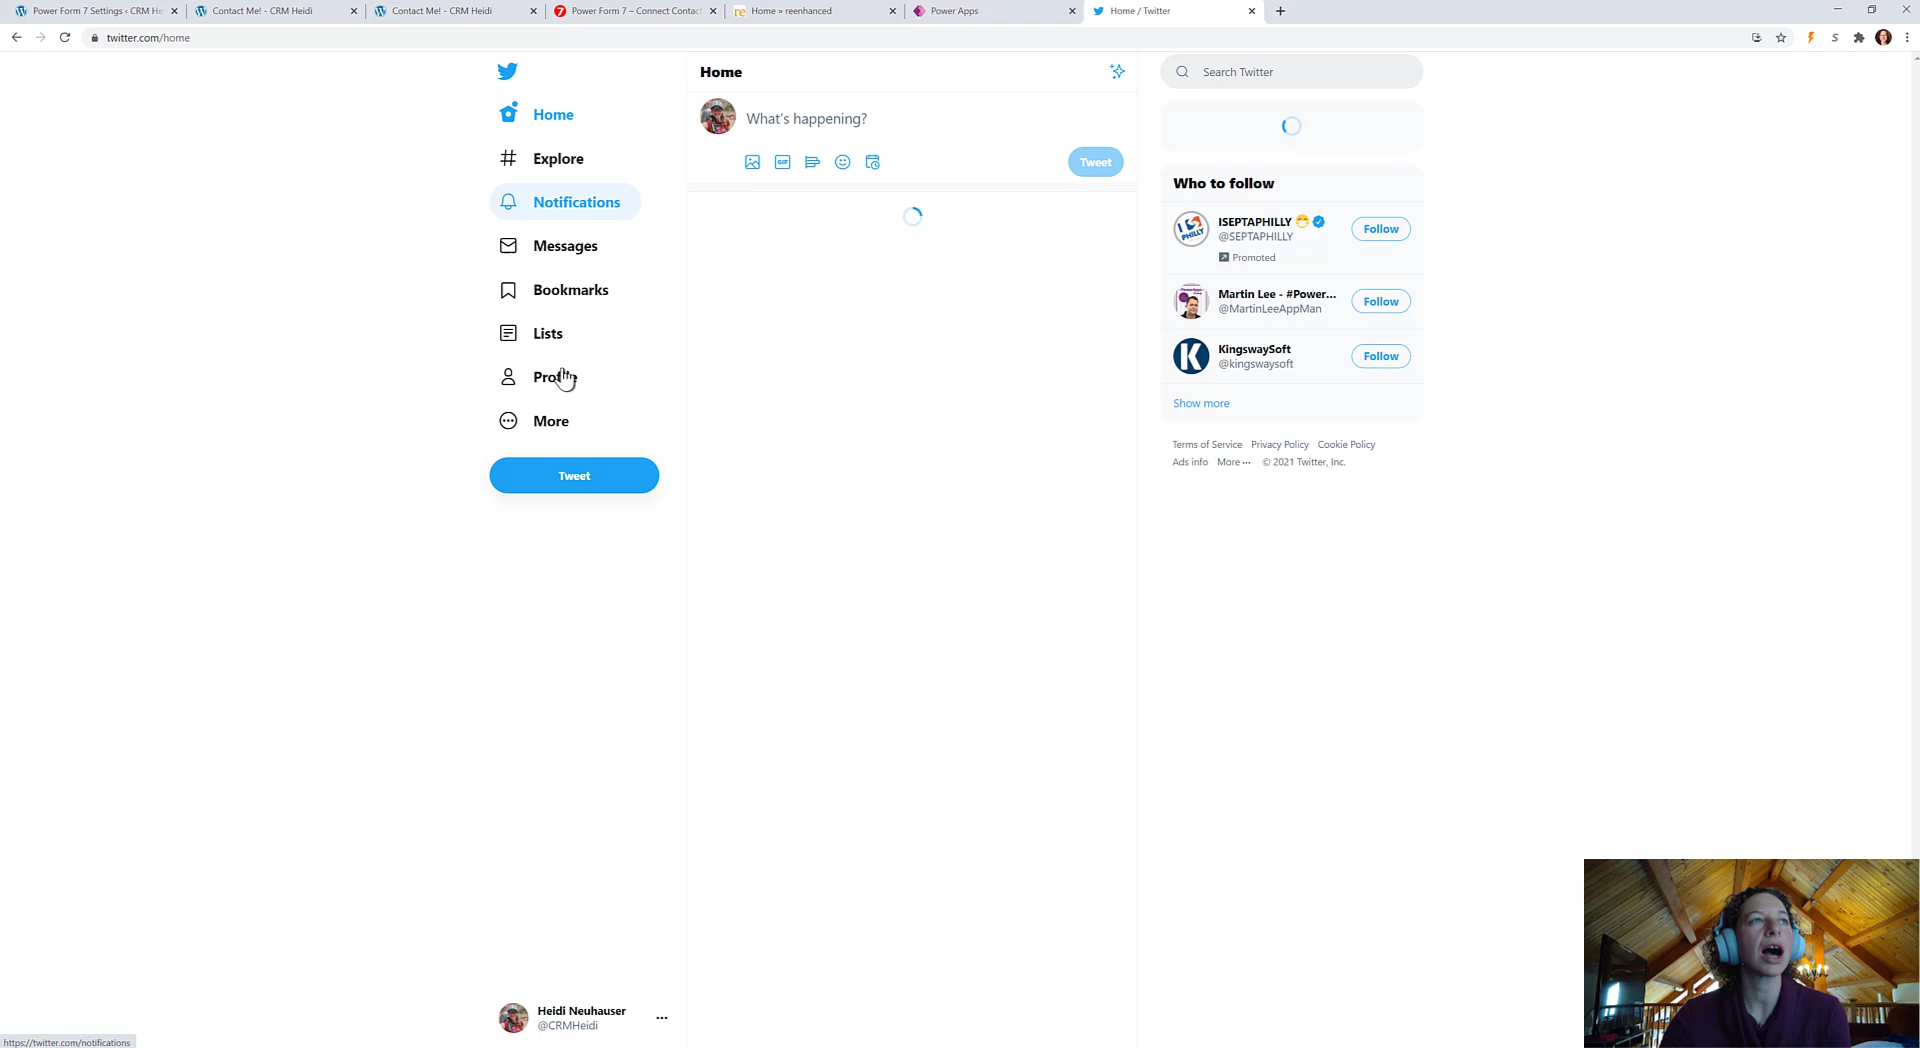 Power Form 7 Settings ‹ CRM He
Contact Me! - CRM Heidi
Contact Me! - CRM Heidi
7
Power Form 7 – Connect Contac
re
Home » reenhanced
Power Apps
Home / Twitter
twitter.com/home
S
Home
Explore
Notifications
Messages
Bookmarks
Lists
More
Tweet
Heidi Neuhauser
@CRMHeidi
https://twitter.com/notifications
Home
What's happening?
GIF
Tweet
Search Twitter
Who to follow
I
PHILLY
ISEPTAPHILLY
@SEPTAPHILLY
Promoted
Follow
Martin Lee - #Power...
@MartinLeeAppMan
Follow
K
KingswaySoft
@kingswaysoft
Follow
Show more
Terms of Service Privacy Policy Cookie Policy
Ads info More ··· © 2021 Twitter, Inc.